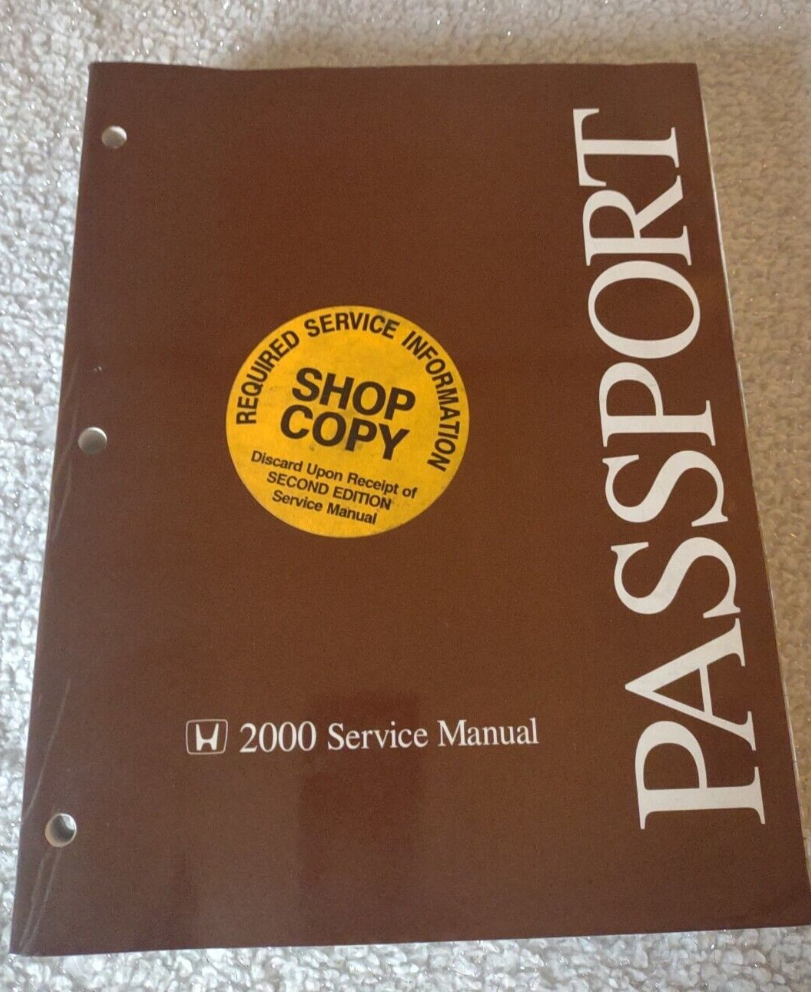 PASSPORT
REQUIRED SERVICE INFORMATION
SHOP
COPY
Discard Upon Receipt of
SECOND EDITION
Service Manual
2000 Service Manual